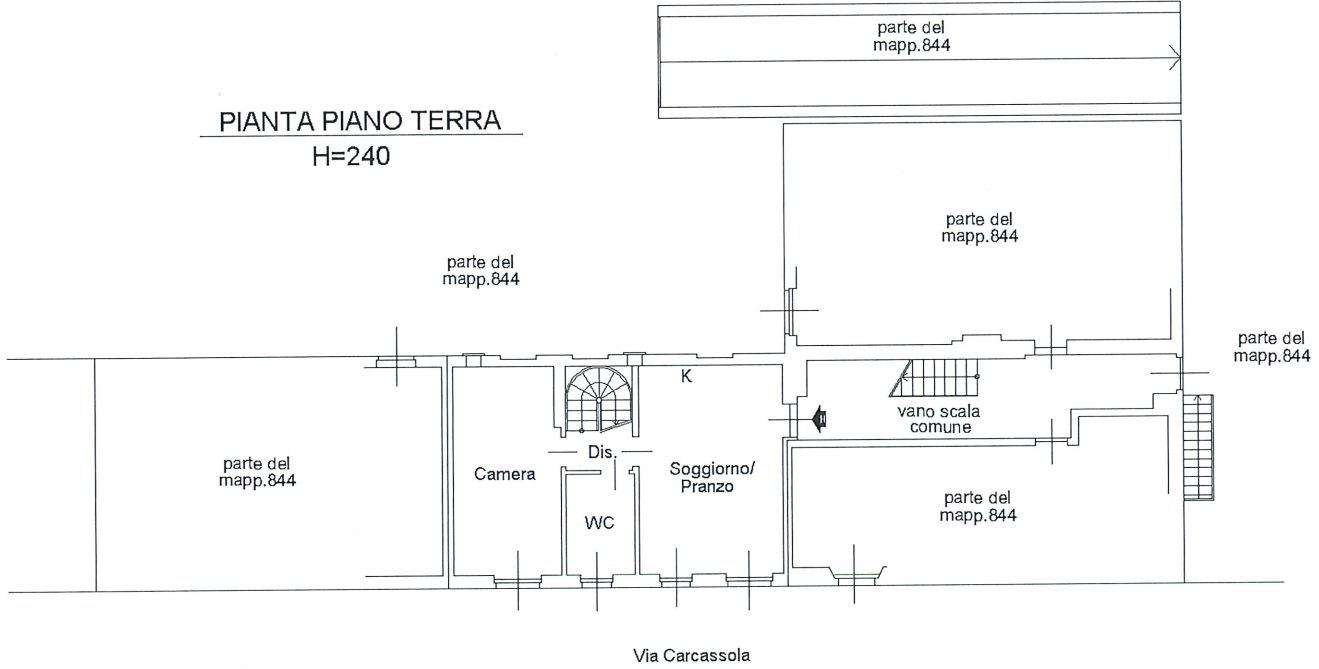 parte del
mapp.844
PIANTA PIANO TERRA
H=240
parte del
mapp.844
parte del
mapp.844
parte del
mapp.844
K
vano scala
comune
Dis.
Camera
Soggiorno/
Pranzo
parte del
mapp.844
parte del
mapp.844
WC
Via Carcassola